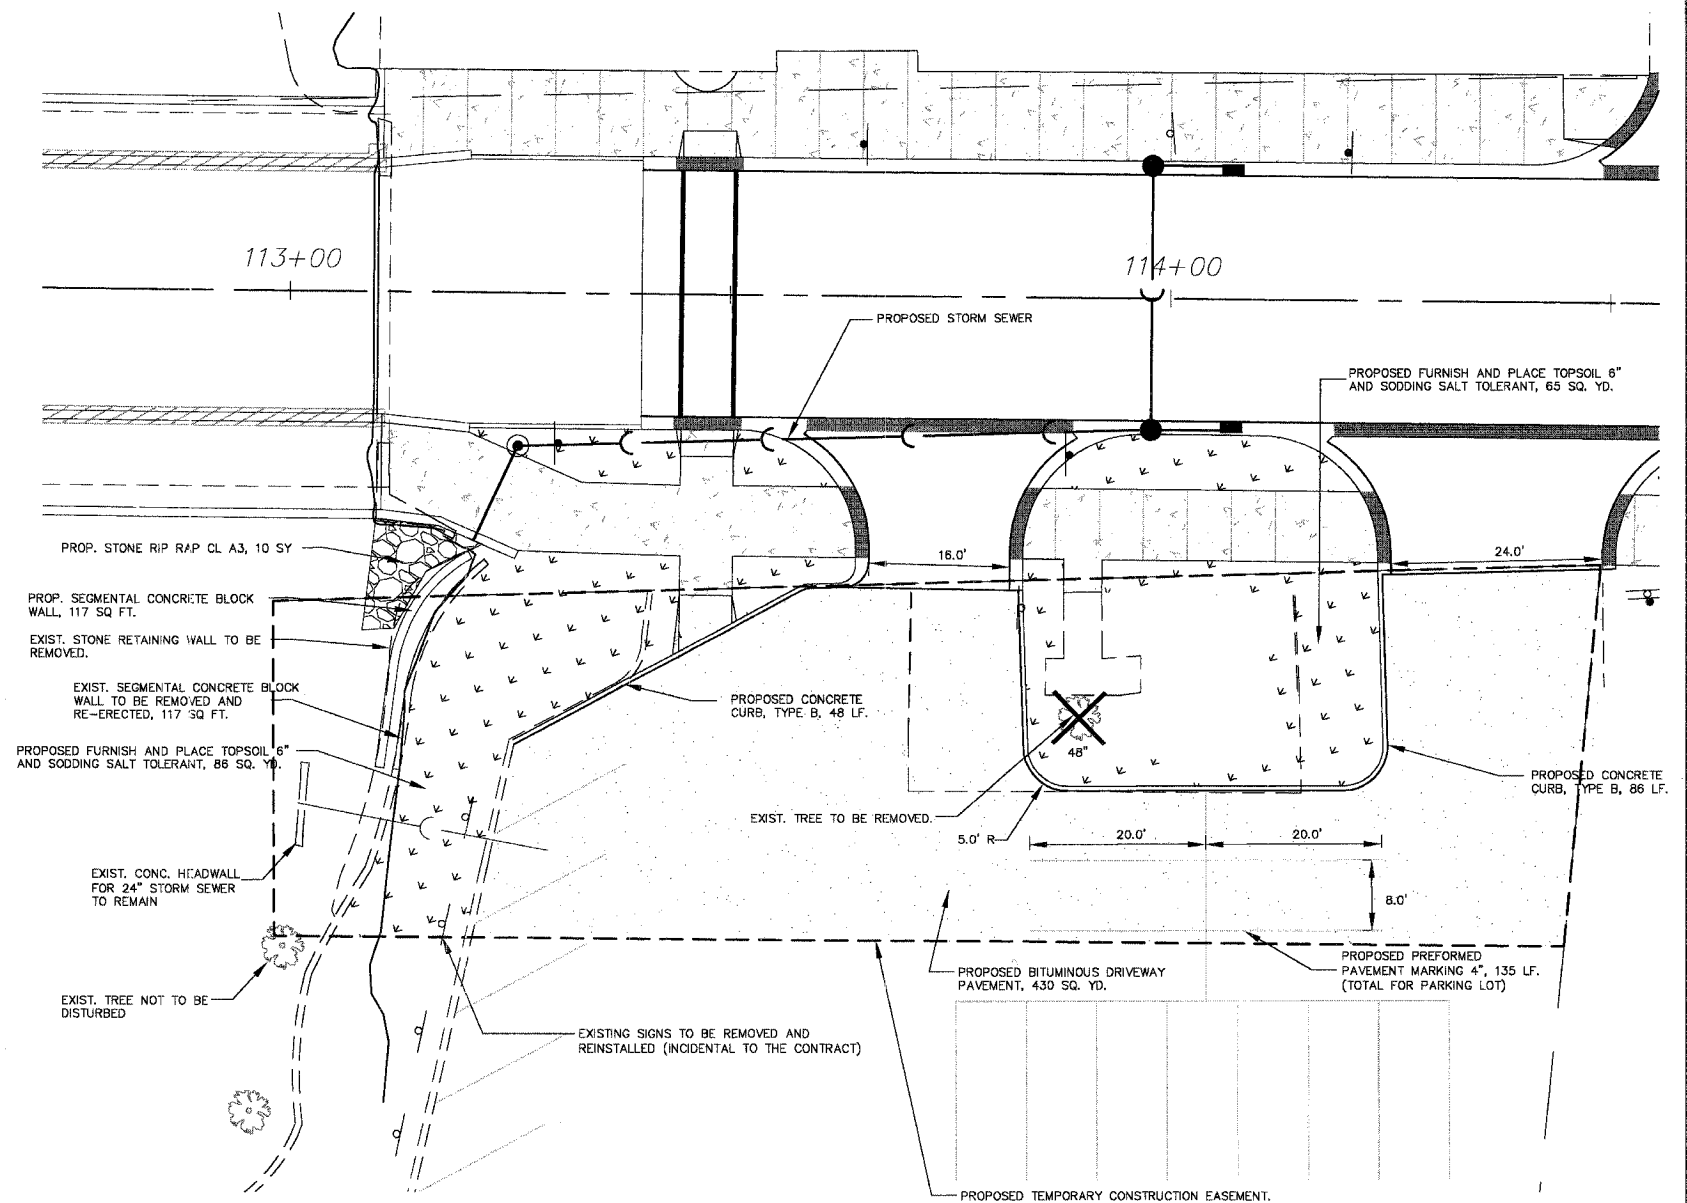 113+00
114+00
PROPOSED STORM SEWER
PROPOSED FURNISH AND PLACE TOPSOIL 6"
AND SODDING SALT TOLERANT, 65 SQ. YD.
PROP. STONE RIP RAP CL A3, 10 SY
16.0'
24.0'
PROP. SEGMENTAL CONCRETE BLOCK
WALL, 117 SQ FT.
EXIST. STONE RETAINING WALL TO BE
REMOVED.
EXIST. SEGMENTAL CONCRETE BLOCK
WALL TO BE REMOVED AND
RE-ERECTED, 117 SQ FT.
PROPOSED CONCRETE
CURB, TYPE B, 48 LF.
PROPOSED FURNISH AND PLACE TOPSOIL 6"
AND SODDING SALT TOLERANT, 86 SQ. YD.
48"
PROPOSED CONCRETE
CURB, TYPE B, 86 LF.
EXIST. TREE TO BE REMOVED.
5.0' R
20.0'
20.0'
EXIST. CONC. HEADWALL
FOR 24" STORM SEWER
TO REMAIN
8.0'
PROPOSED PREFORMED
PAVEMENT MARKING 4", 135 LF.
(TOTAL FOR PARKING LOT)
PROPOSED BITUMINOUS DRIVEWAY
PAVEMENT, 430 SQ. YD.
EXIST. TREE NOT TO BE
DISTURBED
EXISTING SIGNS TO BE REMOVED AND
REINSTALLED (INCIDENTAL TO THE CONTRACT)
PROPOSED TEMPORARY CONSTRUCTION EASEMENT.